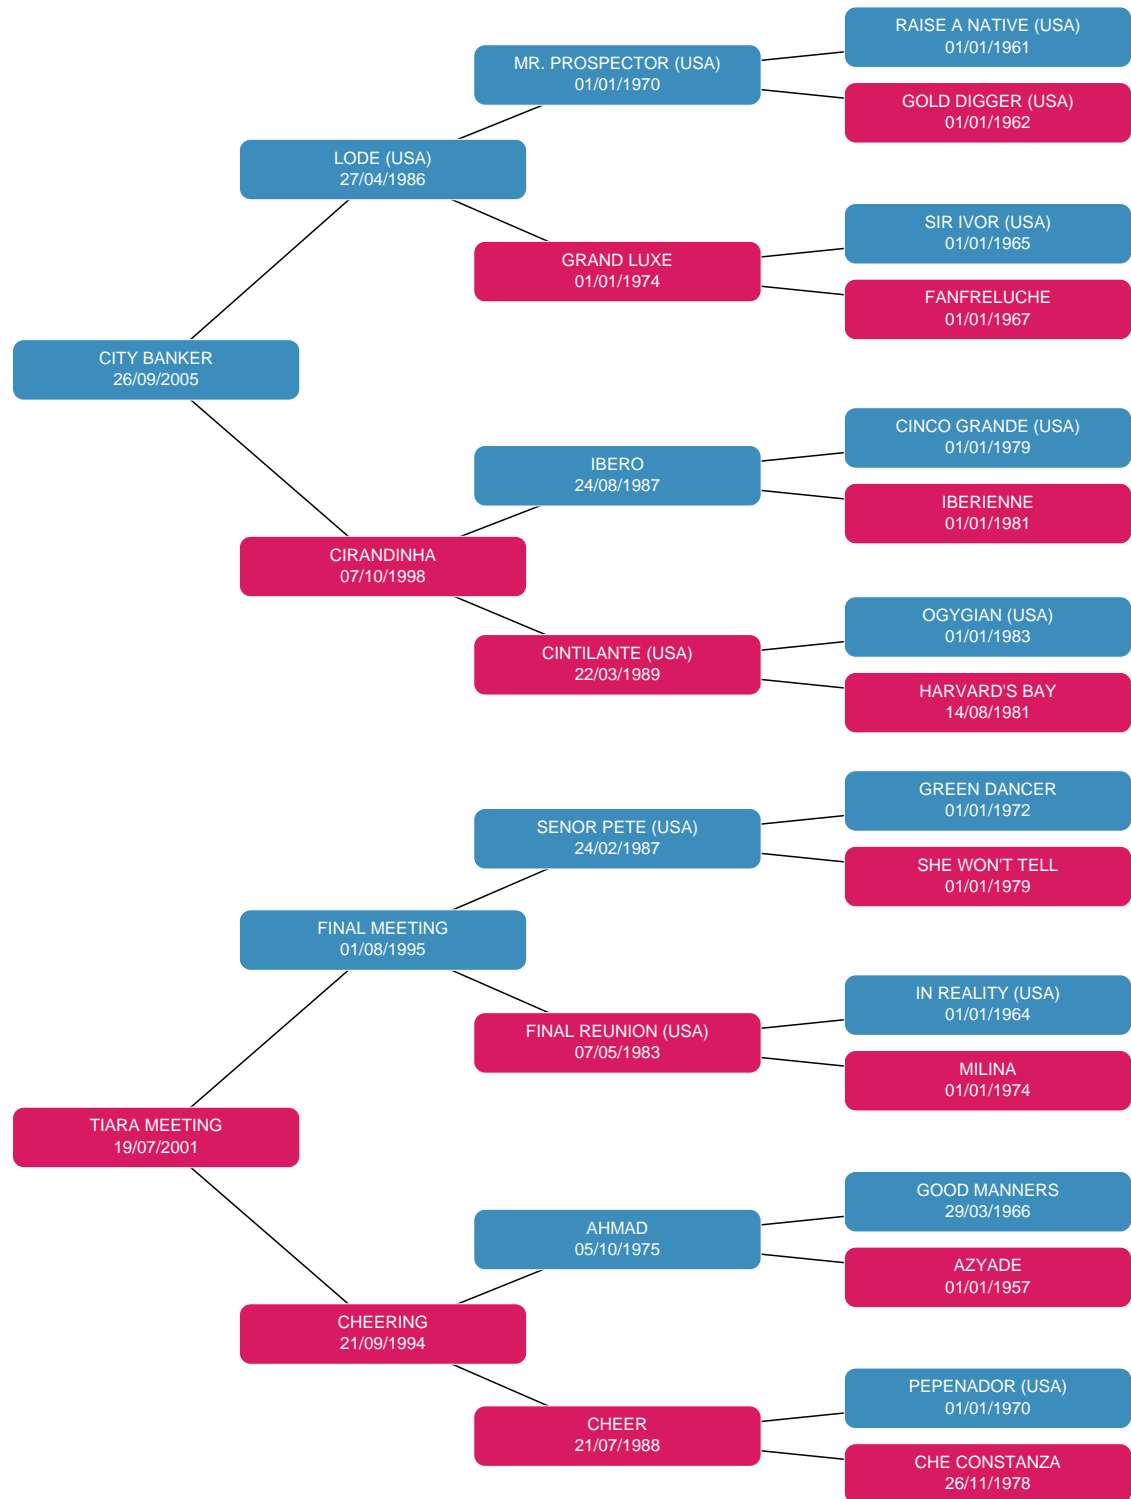 RAISE A NATIVE (USA)
01/01/1961
MR. PROSPECTOR (USA)
01/01/1970
GOLD DIGGER (USA)
01/01/1962
LODE (USA)
27/04/1986
SIR IVOR (USA)
01/01/1965
GRAND LUXE
01/01/1974
FANFRELUCHE
01/01/1967
CITY BANKER
26/09/2005
CINCO GRANDE (USA)
01/01/1979
IBERO
24/08/1987
IBERIENNE
01/01/1981
CIRANDINHA
07/10/1998
OGYGIAN (USA)
01/01/1983
CINTILANTE (USA)
22/03/1989
HARVARD'S BAY
14/08/1981
GREEN DANCER
01/01/1972
SENOR PETE (USA)
24/02/1987
SHE WON'T TELL
01/01/1979
FINAL MEETING
01/08/1995
IN REALITY (USA)
01/01/1964
FINAL REUNION (USA)
07/05/1983
MILINA
01/01/1974
TIARA MEETING
19/07/2001
GOOD MANNERS
29/03/1966
AHMAD
05/10/1975
AZYADE
01/01/1957
CHEERING
21/09/1994
PEPENADOR (USA)
01/01/1970
CHEER
21/07/1988
CHE CONSTANZA
26/11/1978